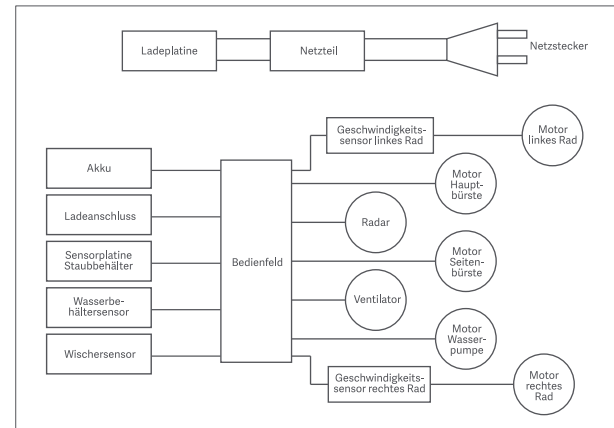 Ladeplatine
Netzteil
Netzstecker
Geschwindigkeits-
sensor linkes Rad
Motor
linkes Rad
Akku
Motor
Haupt-
bürste
Ladeanschluss
Radar
Sensorplatine
Staubbehälter
Bedienfeld
Motor
Seiten-
bürste
Wasserbe-
hältersensor
Ventilator
Motor
Wasser-
pumpe
Wischersensor
Geschwindigkeits-
sensor rechtes Rad
Motor
rechtes
Rad